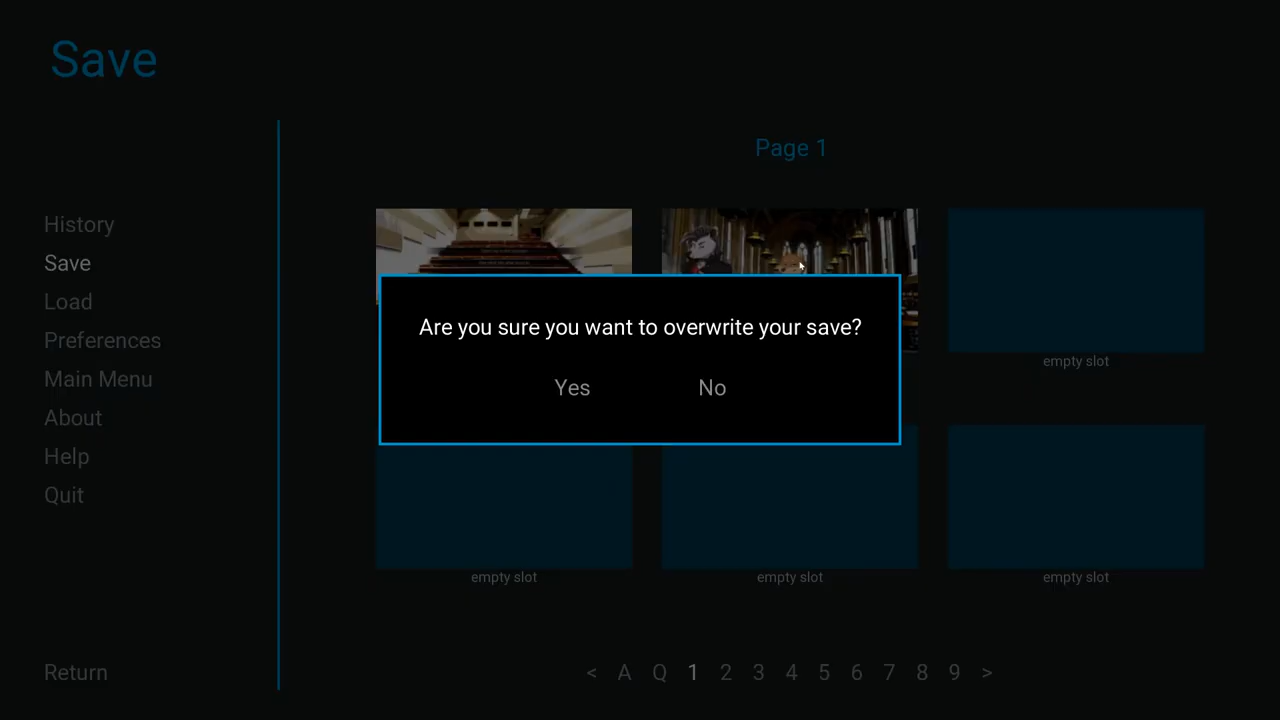 Save
Page 1
History
Save
Load
Preferences
Main Menu
About
Help
Quit
Return
Are you sure you want to overwrite your save?
Yes No
empty slot
empty slot empty slot empty slot
< A Q 1 2 3 4 5 6 7 8 9 >